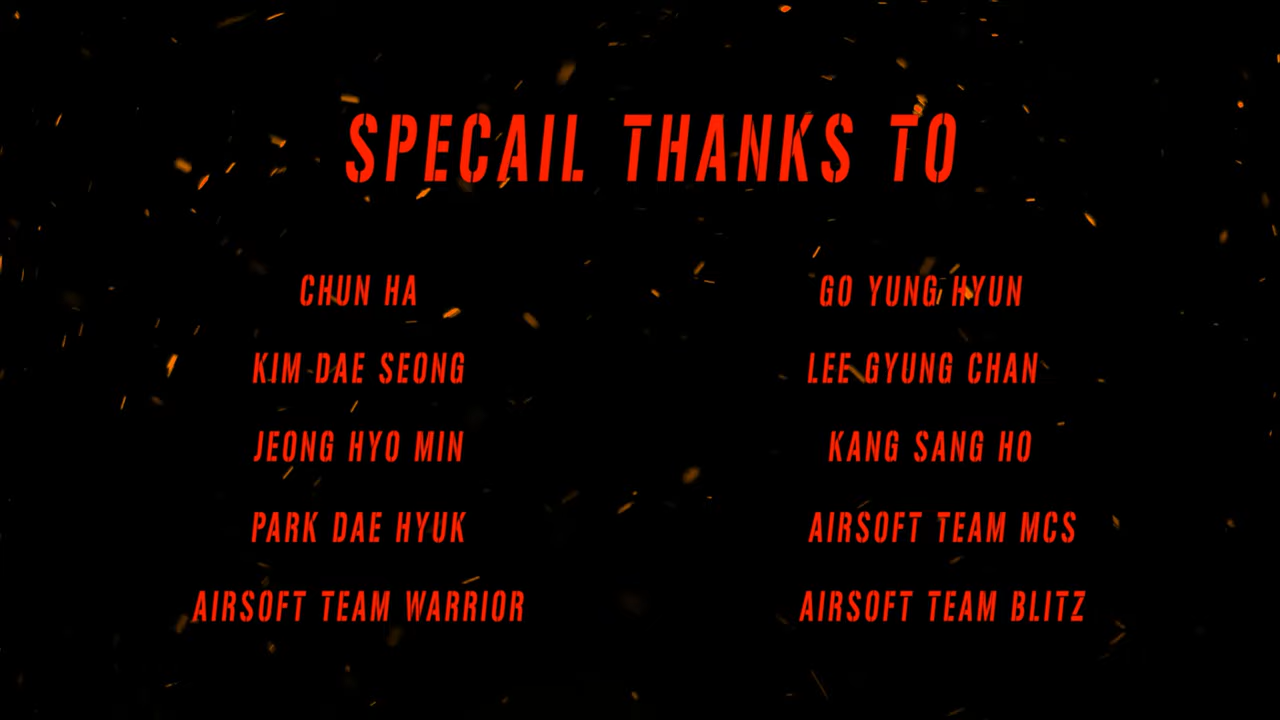 SPECAIL THANKS TO
CHUN HA
GO YUNG HYUN
KIM DAE SEONG
LEE GYUNG CHAN
JEONG HYO MIN
KANG SANG HO
PARK DAE HYUK
AIRSOFT TEAM MCS
AIRSOFT TEAM WARRIOR
AIRSOFT TEAM BLITZ